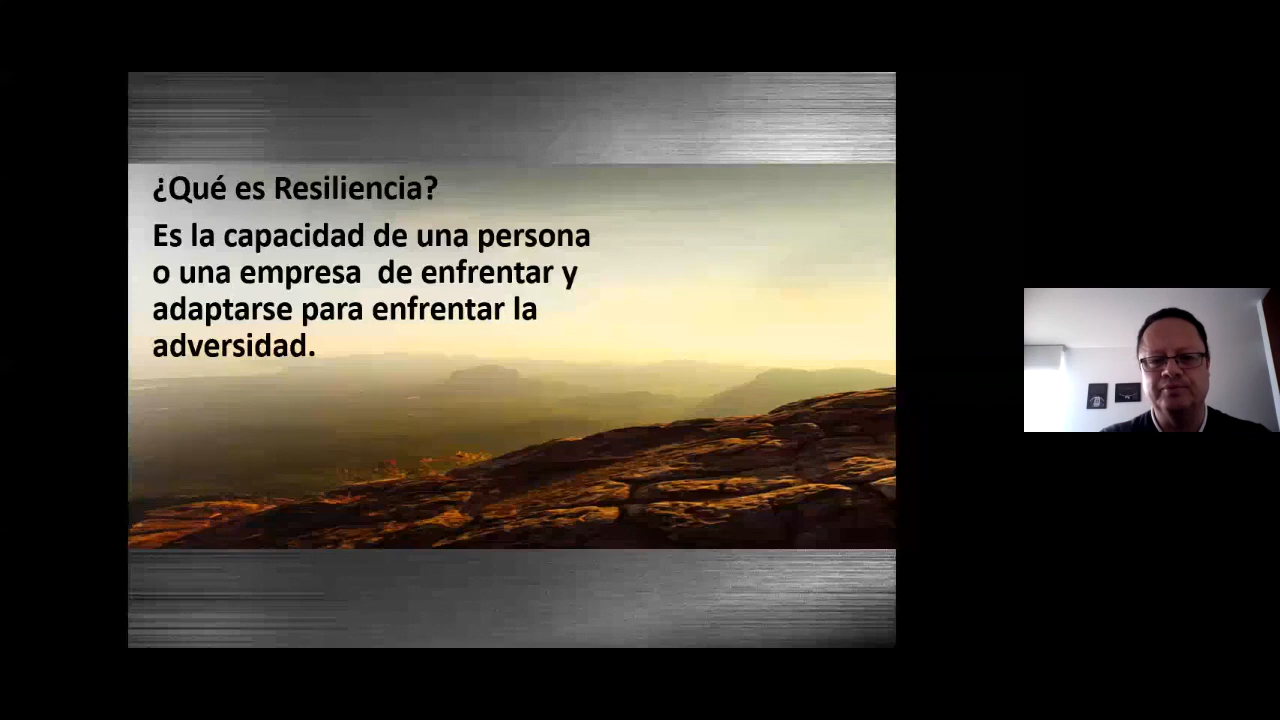 ¿Qué es Resiliencia?
Es la capacidad de una persona
o una empresa  de enfrentar y
adaptarse para enfrentar la
adversidad.